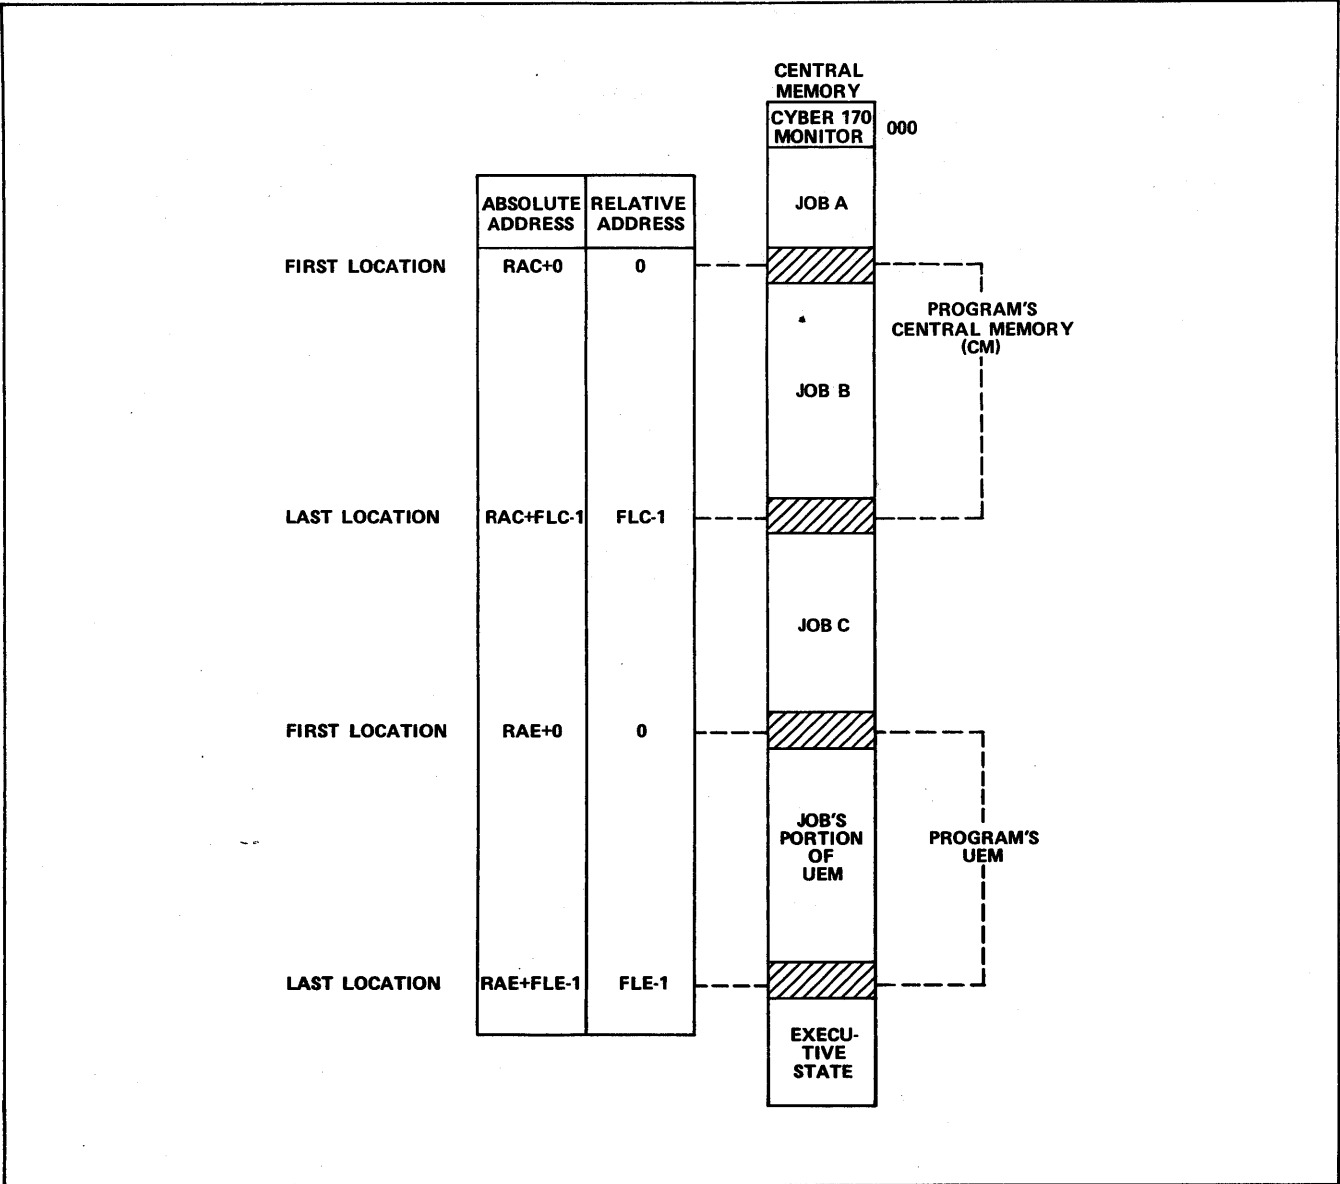 CENTRAL
MEMORY
CYBER 170
MONITOR
000
JOB A
ABSOLUTE
ADDRESS
RELATIVE
ADDRESS
FIRST LOCATION
RAC+0
0
PROGRAM'S
CENTRAL MEMORY
(CM)
JOB B
LAST LOCATION
RAC+FLC-1
FLC-1
JOB C
FIRST LOCATION
RAE+0
0
JOB'S
PORTION
OF
UEM
PROGRAM'S
UEM
LAST LOCATION
RAE+FLE-1
FLE-1
EXECU-
TIVE
STATE